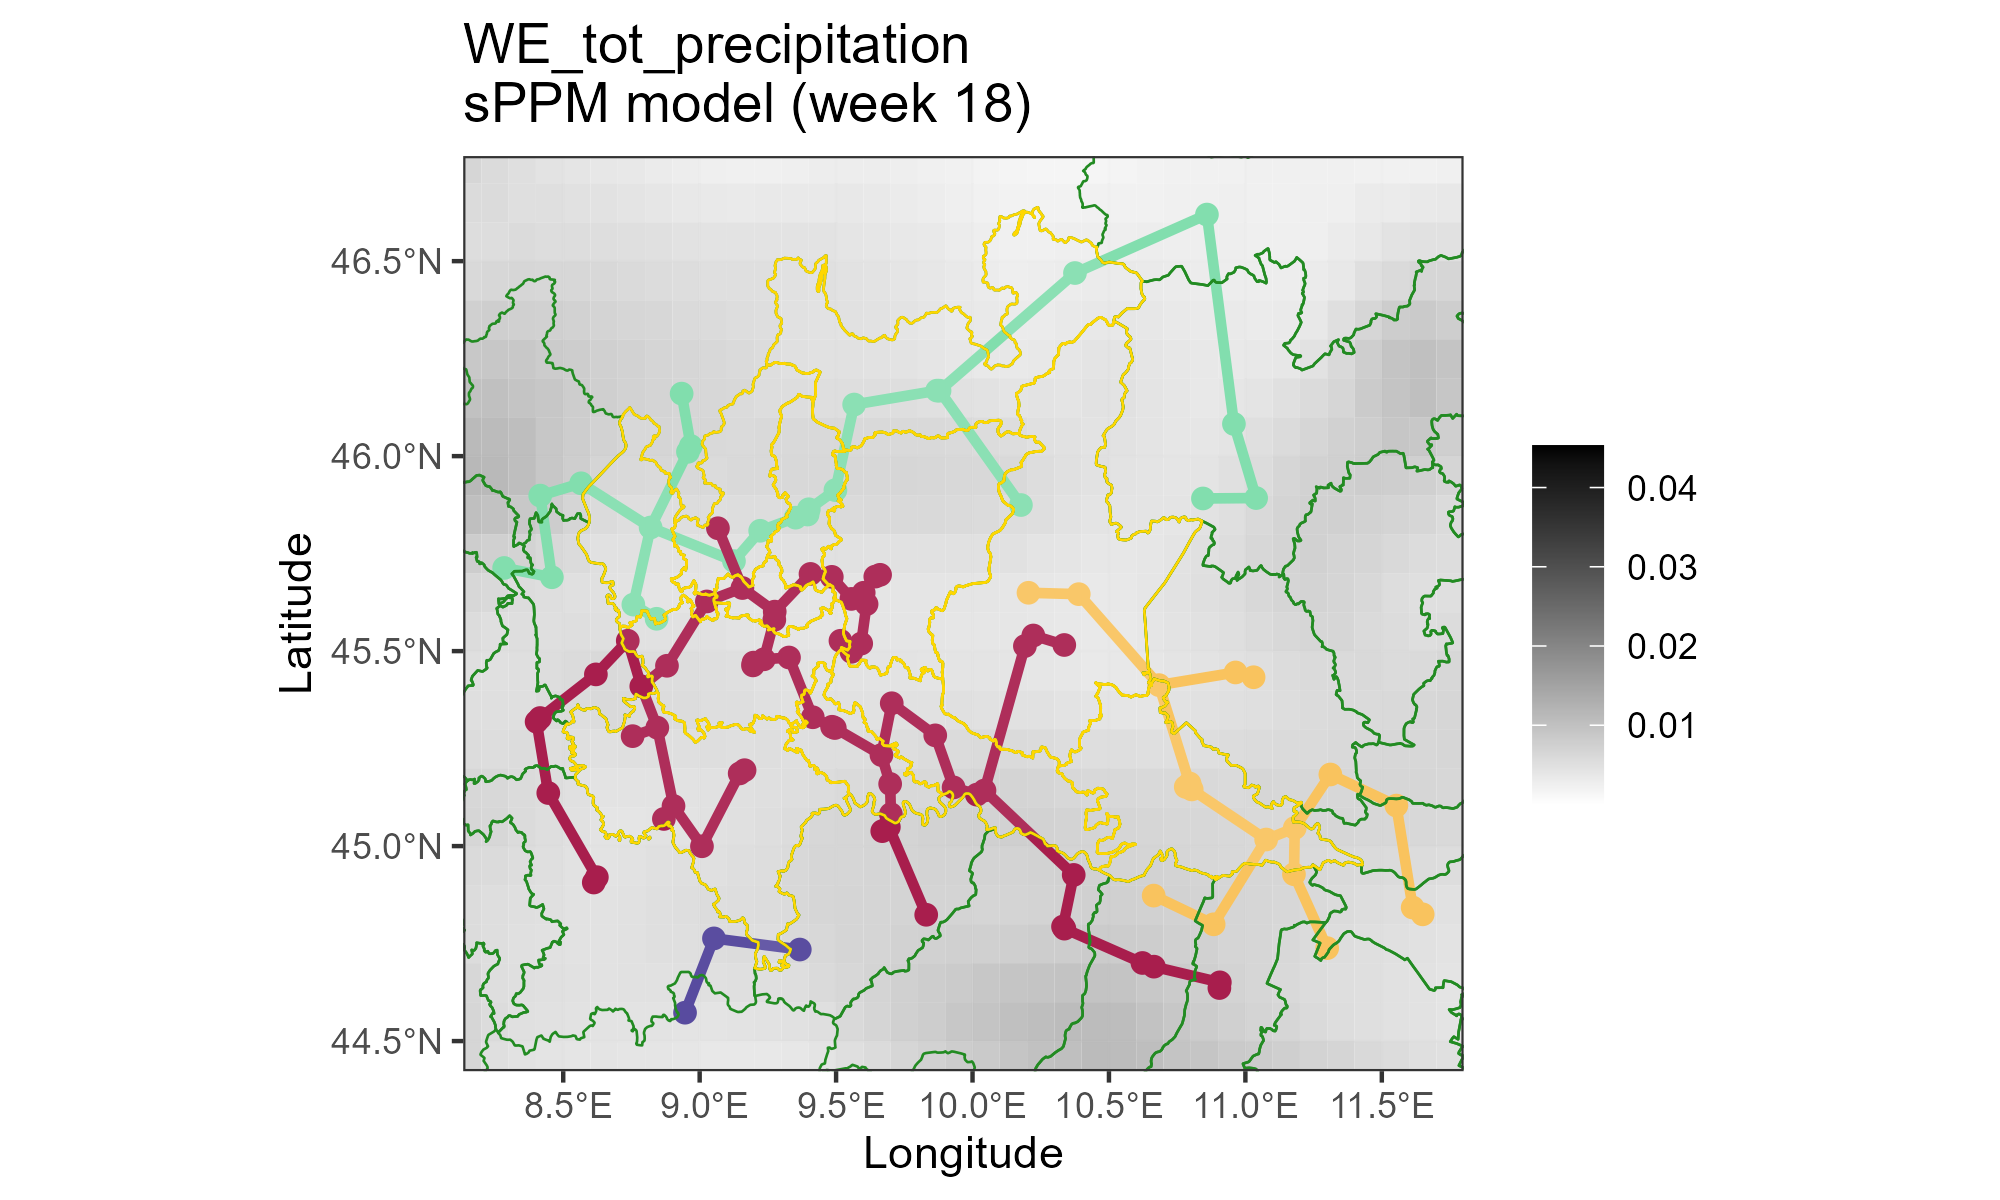 WE_tot_precipitation
sPPM model (week 18)
46.5°N
46.0°N
45.5°N
45.0°N
44.5°N
Latitude
8.5°E
9.0°E
9.5°E
10.0°E
10.5°E
11.0°E
11.5°E
Longitude
0.04
0.03
0.02
0.01